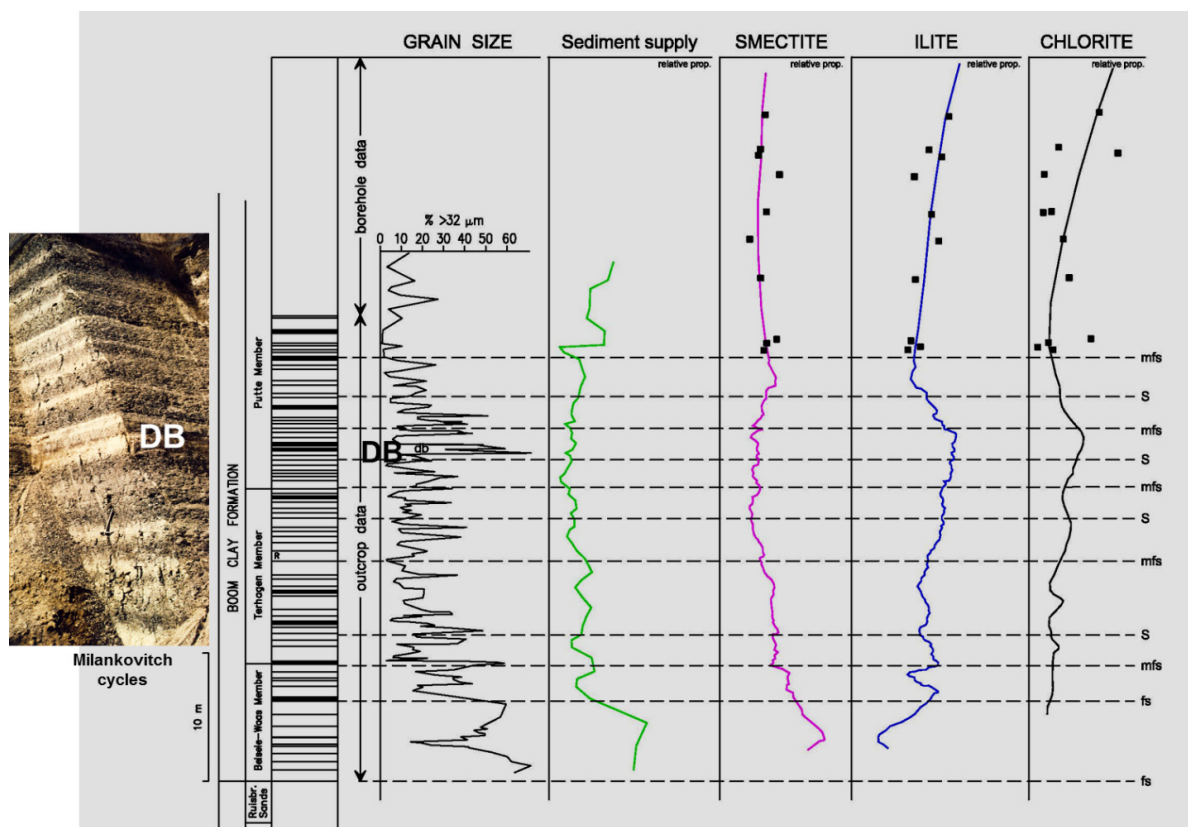 GRAIN SIZE
Sediment supply
SMECTITE
ILITE
CHLORITE
relative prop.
relative prop.
relative prop.
relative prop.
borehole data
% >32 µm
0 10 20 30 40 50 60
Putte Member
mfs
S
mfs
DB
DB db
S
mfs
BOOM CLAY FORMATION
S
outcrop data
Terhagen Member
R
mfs
S
Milankovitch
cycles
mfs
10 m
Belsele-Waas Member
fs
fs
Ruisbr.
Sands